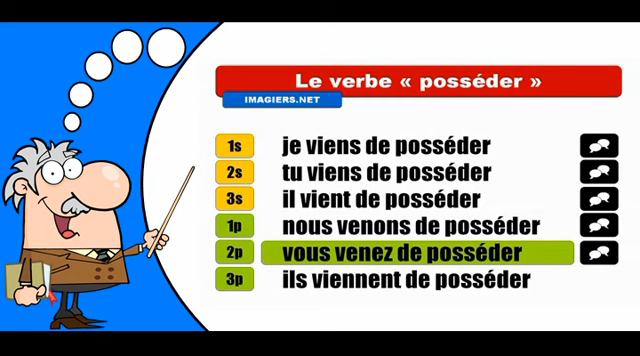 Le verbe « posséder »
IMAGIERS.NET
1s je viens de posséder
2s tu viens de posséder
3s il vient de posséder
1p nous venons de posséder
2p vous venez de posséder
3p ils viennent de posséder